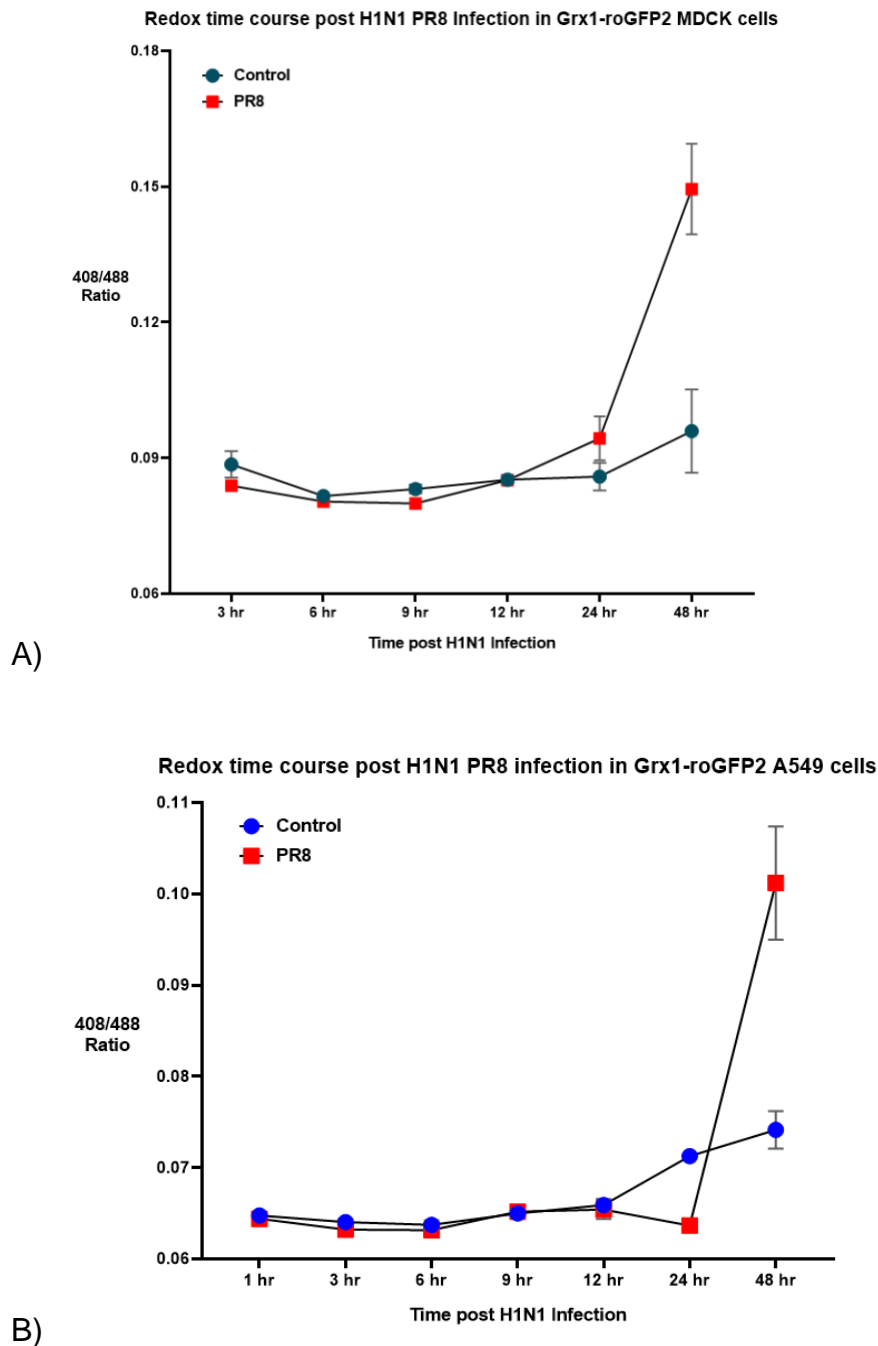 Redox time course post H1N1 PR8 Infection in Grx1-roGFP2 MDCK cells
0.18
Control
PR8
0.15
408/488
Ratio
0.12
0.09
0.06
3 hr 6 hr 9 hr 12 hr 24 hr 48 hr
Time post H1N1 Infection
A)
Redox time course post H1N1 PR8 infection in Grx1-roGFP2 A549 cells
0.11
Control
PR8
0.10
0.09
408/488
Ratio
0.08
0.07
0.06
1 hr 3 hr 6 hr 9 hr 12 hr 24 hr 48 hr
Time post H1N1 Infection
B)